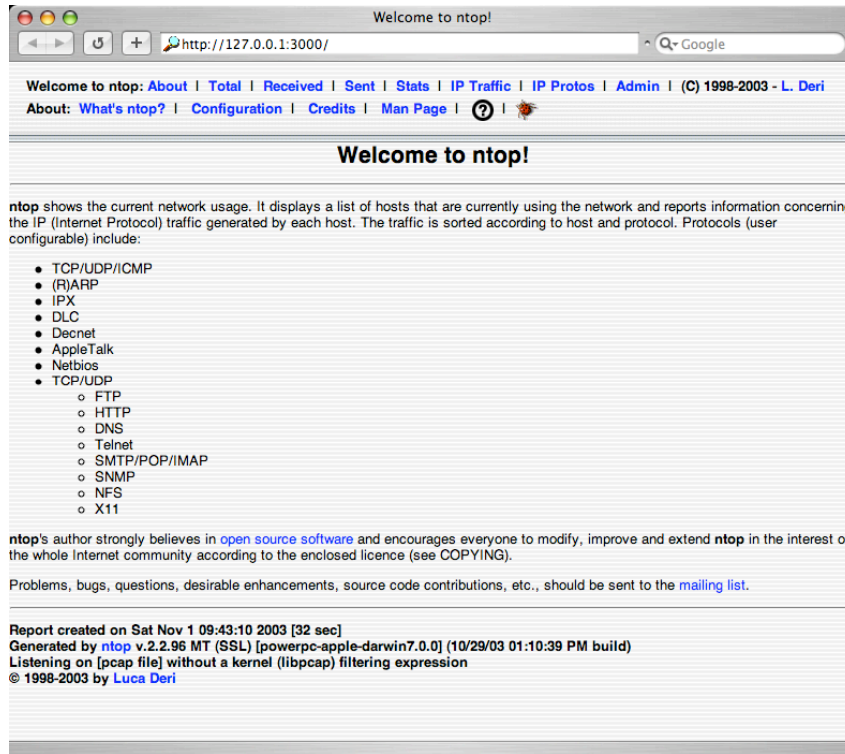 Welcome to ntop!
http://127.0.0.1:3000/
Google
Welcome to ntop: About | Total | Received | Sent | Stats | IP Traffic | IP Protos | Admin | (C) 1998-2003 - L. Deri
About: What's ntop? | Configuration | Credits | Man Page | ? |
Welcome to ntop!
ntop shows the current network usage. It displays a list of hosts that are currently using the network and reports information concernin
the IP (Internet Protocol) traffic generated by each host. The traffic is sorted according to host and protocol. Protocols (user
configurable) include:
TCP/UDP/ICMP
(R)ARP
IPX
DLC
Decnet
AppleTalk
Netbios
TCP/UDP
FTP
HTTP
DNS
Telnet
SMTP/POP/IMAP
SNMP
NFS
X11
ntop's author strongly believes in open source software and encourages everyone to modify, improve and extend ntop in the interest o
the whole Internet community according to the enclosed licence (see COPYING).
Problems, bugs, questions, desirable enhancements, source code contributions, etc., should be sent to the mailing list.
Report created on Sat Nov 1 09:43:10 2003 [32 sec]
Generated by ntop v.2.2.96 MT (SSL) [powerpc-apple-darwin7.0.0] (10/29/03 01:10:39 PM build)
Listening on [pcap file] without a kernel (libpcap) filtering expression
© 1998-2003 by Luca Deri